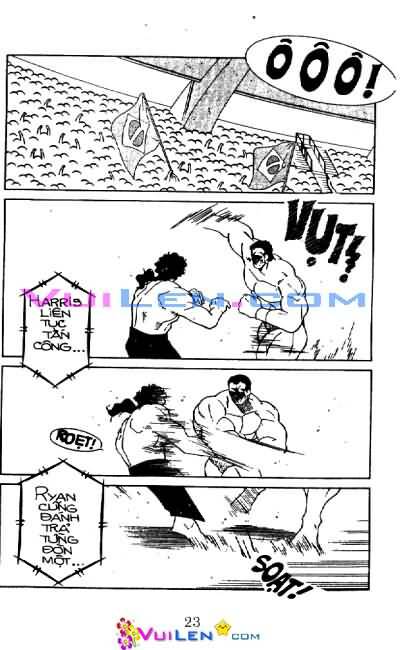 Ô Ô Ô!
VỤT!
HARRIS
LIÊN
TỤC
TẤN
CÔNG...
VUILEN.COM
ROẸT!
RYAN
CŨNG
ĐÁNH
TRẢ
TỪNG
ĐÒN
MỘT...
SOẠT!
23
VUILEN.COM